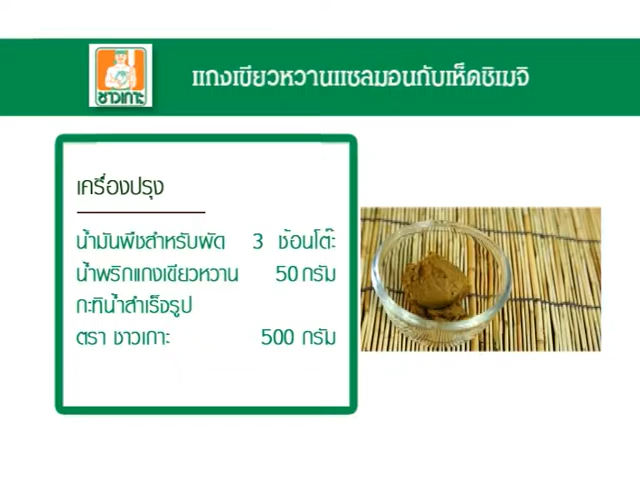 ชาวเกาะ
แกงเขียวหวานแซลมอนกับเห็ดชิเมจิ
เครื่องปรุง
น้ำมันพืชสำหรับผัด 3 ช้อนโต๊ะ
น้ำพริกแกงเขียวหวาน 50 กรัม
กะทิน้ำสำเร็จรูป
ตรา ชาวเกาะ 500 กรัม